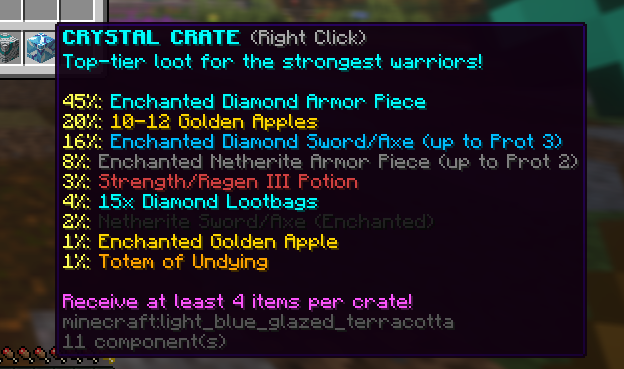 CRYSTAL CRATE (Right Click)
Top-tier loot for the strongest warriors!
45%: Enchanted Diamond Armor Piece
20%: 10-12 Golden Apples
16%: Enchanted Diamond Sword/Axe (up to Prot 3)
8%: Enchanted Netherite Armor Piece (up to Prot 2)
3%: Strength/Regen III Potion
4%: 15x Diamond Lootbags
2%: Netherite Sword/Axe (Enchanted)
1%: Enchanted Golden Apple
1%: Totem of Undying
Receive at least 4 items per crate!
minecraft:light_blue_glazed_terracotta
11 component(s)